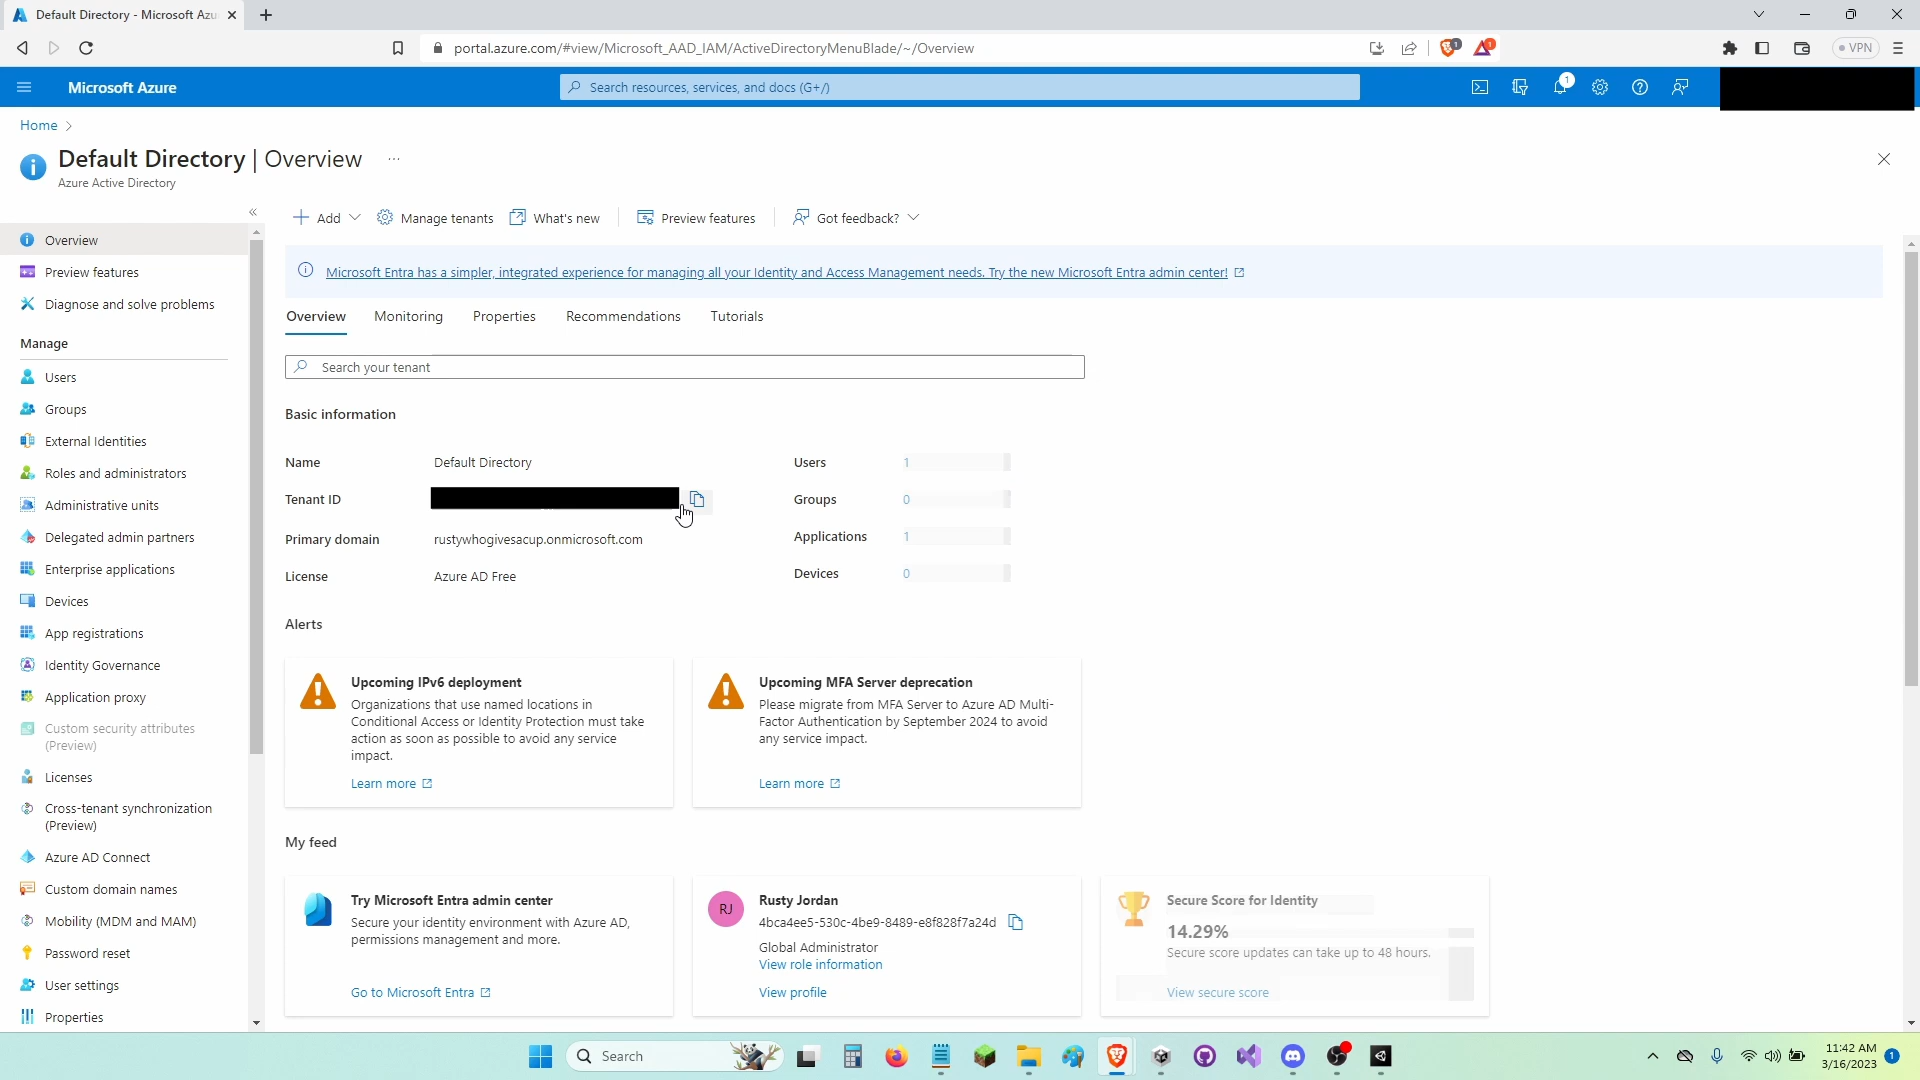 Default Directory - Microsoft Azu
portal.azure.com/#view/Microsoft_AAD_IAM/ActiveDirectoryMenuBlade/~/Overview
1
1
VPN
Microsoft Azure
Search resources, services, and docs (G+/)
1
Home
Default Directory | Overview
...
Azure Active Directory
Overview
Preview features
Diagnose and solve problems
Manage
Users
Groups
External Identities
Roles and administrators
Administrative units
Delegated admin partners
Enterprise applications
Devices
App registrations
Identity Governance
Application proxy
Custom security attributes
(Preview)
Licenses
Cross-tenant synchronization
(Preview)
Azure AD Connect
Custom domain names
Mobility (MDM and MAM)
Password reset
User settings
Properties
Add
Manage tenants
What's new
Preview features
Got feedback?
Microsoft Entra has a simpler, integrated experience for managing all your Identity and Access Management needs. Try the new Microsoft Entra admin center!
Overview
Monitoring
Properties
Recommendations
Tutorials
Search your tenant
Basic information
Name
Default Directory
Users
1
Tenant ID
Groups
0
Primary domain
rustywhogivesacup.onmicrosoft.com
Applications
1
License
Azure AD Free
Devices
0
Alerts
Upcoming IPv6 deployment
Organizations that use named locations in
Conditional Access or Identity Protection must take
action as soon as possible to avoid any service
impact.
Learn more
Upcoming MFA Server deprecation
Please migrate from MFA Server to Azure AD Multi-
Factor Authentication by September 2024 to avoid
any service impact.
Learn more
My feed
Try Microsoft Entra admin center
Secure your identity environment with Azure AD,
permissions management and more.
Go to Microsoft Entra
RJ
Rusty Jordan
4bca4ee5-530c-4be9-8489-e8f828f7a24d
Global Administrator
View role information
View profile
Secure Score for Identity
14.29%
Secure score updates can take up to 48 hours.
View secure score
Search
11:42 AM
3/16/2023
1